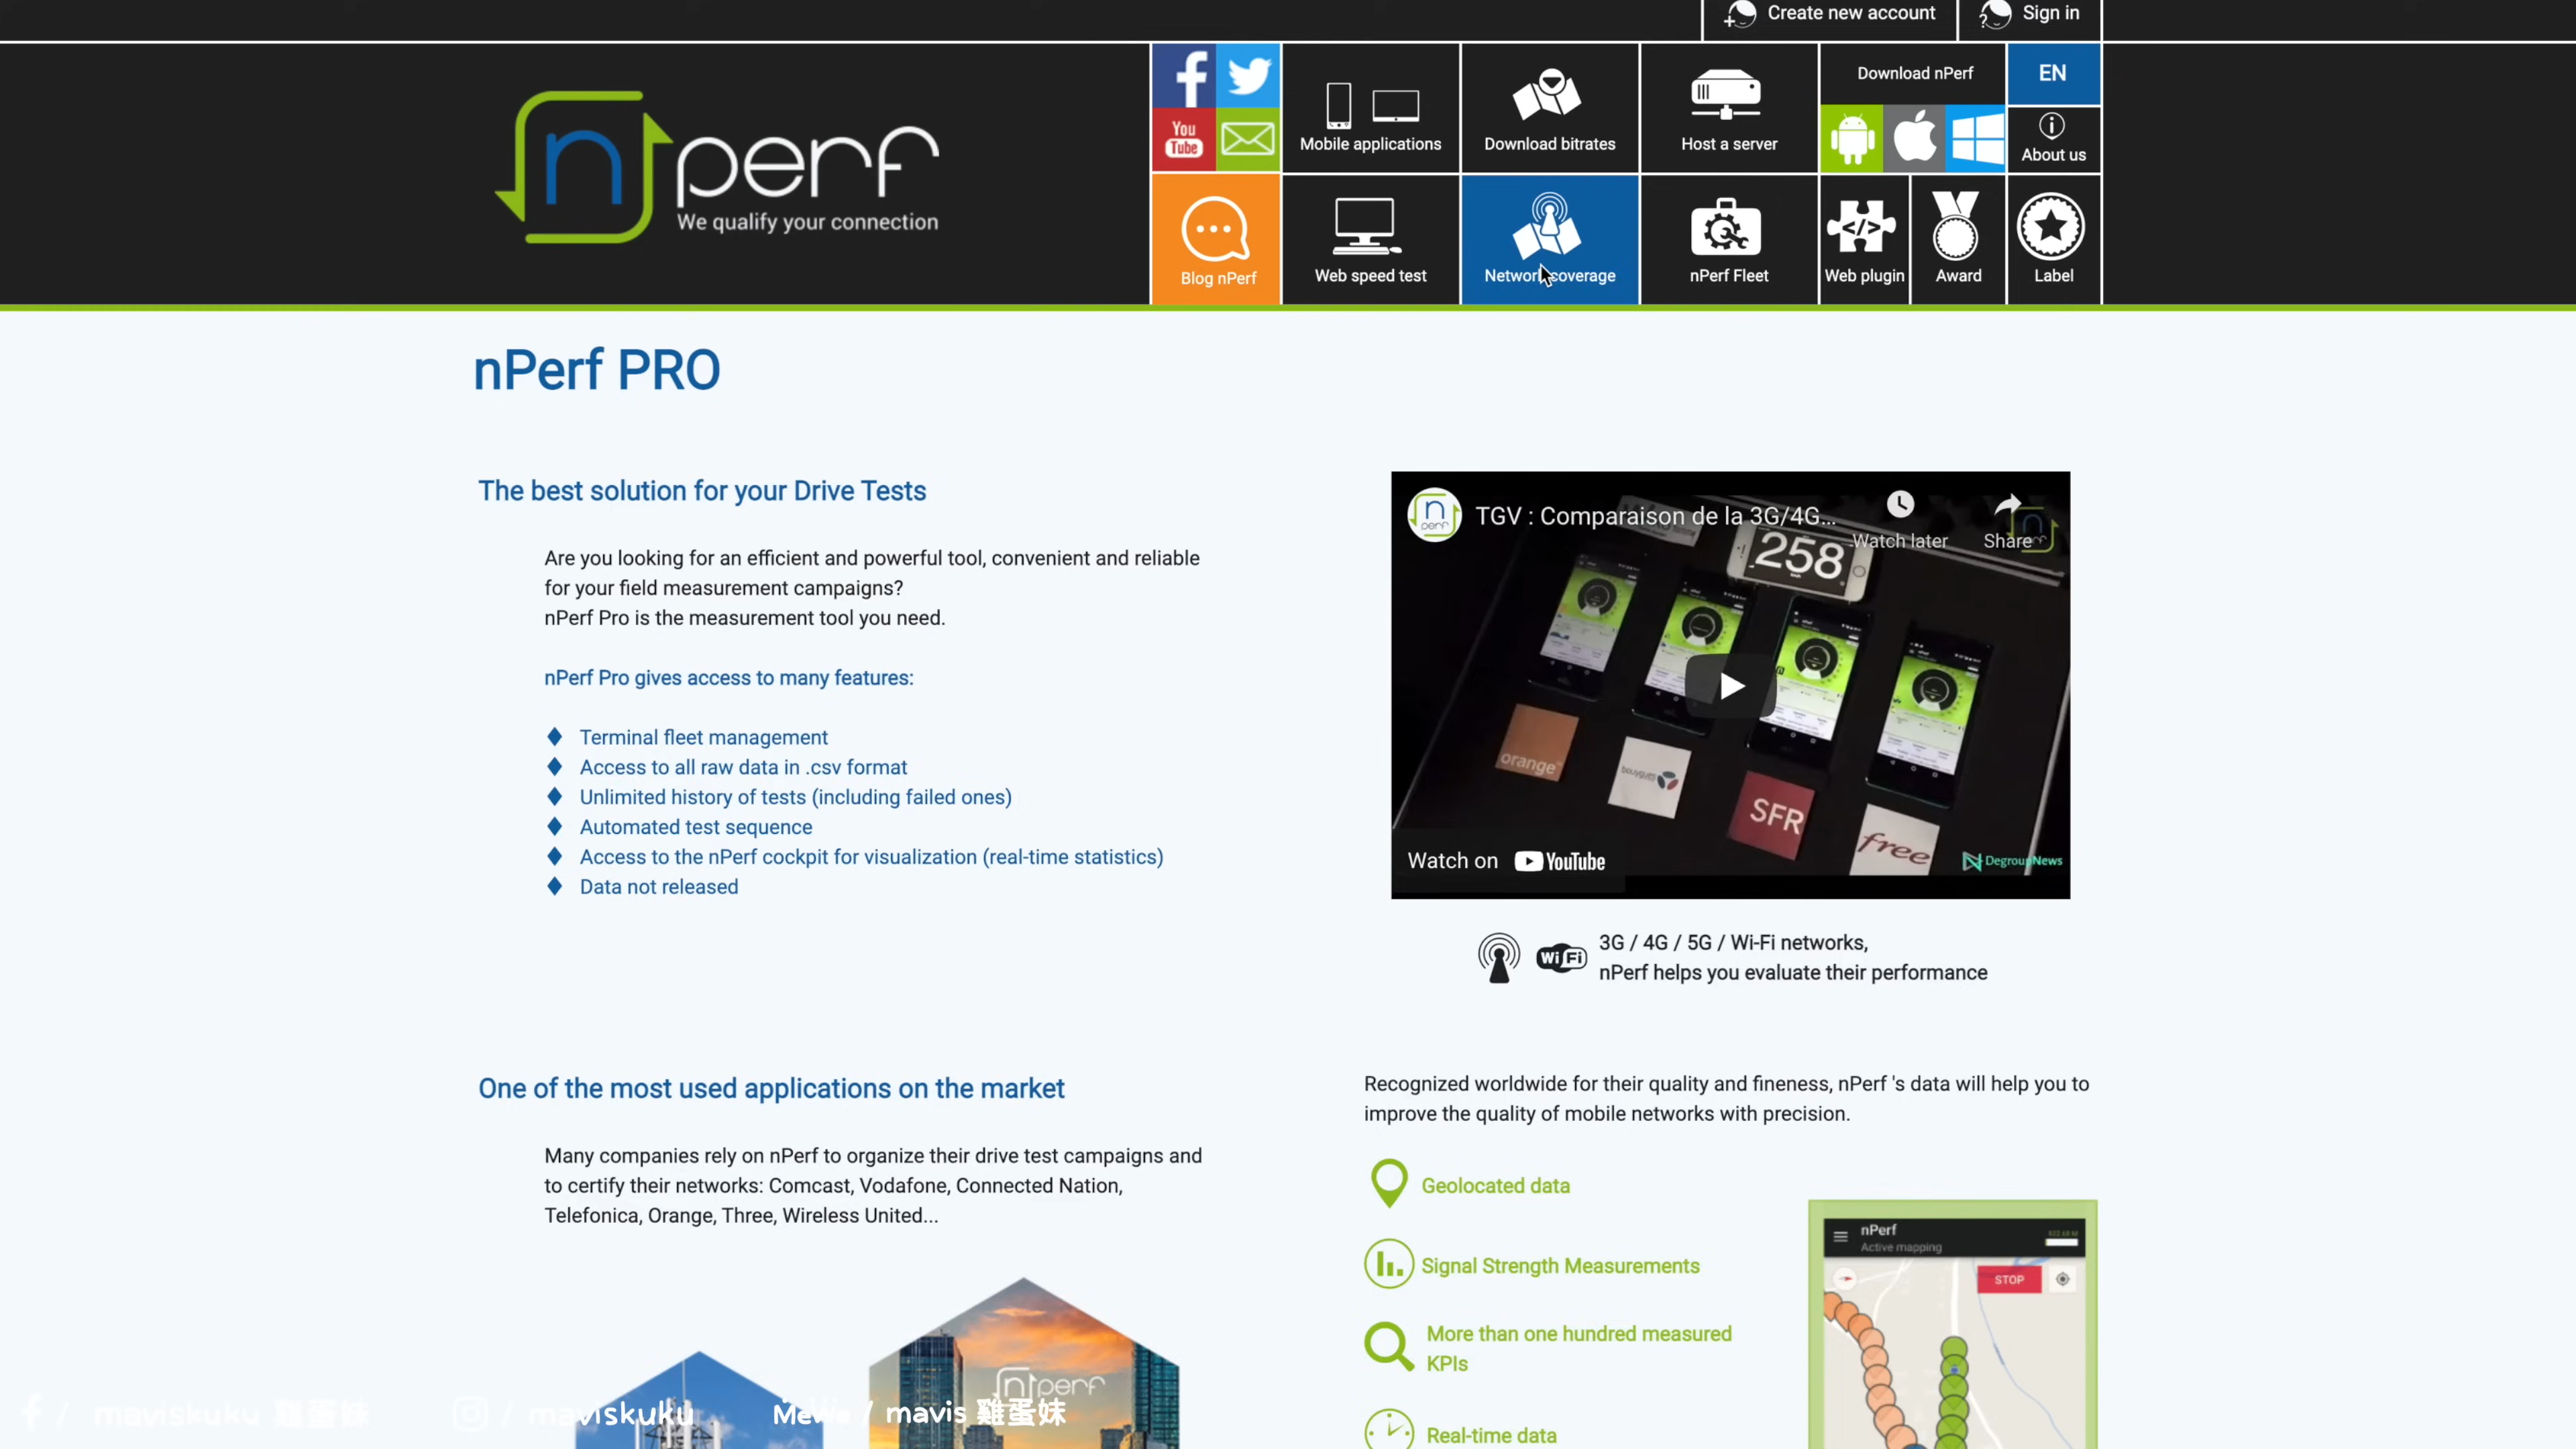 Create new account
Sign in
nperf
We qualify your connection
You
Tube
Mobile applications
Download bitrates
Host a server
Download nPerf
EN
About us
Blog nPerf
Web speed test
Network coverage
nPerf Fleet
Web plugin
Award
Label
nPerf PRO
The best solution for your Drive Tests
Are you looking for an efficient and powerful tool, convenient and reliable
for your field measurement campaigns?
nPerf Pro is the measurement tool you need.
nPerf Pro gives access to many features:
Terminal fleet management
Access to all raw data in .csv format
Unlimited history of tests (including failed ones)
Automated test sequence
Access to the nPerf cockpit for visualization (real-time statistics)
Data not released
n
perf
TGV : Comparaison de la 3G/4G...
Watch later
Share
258
orange
bouygues
SFR
free
DegroupNews
Watch on YouTube
WiFi
3G / 4G / 5G / Wi-Fi networks,
nPerf helps you evaluate their performance
One of the most used applications on the market
Many companies rely on nPerf to organize their drive test campaigns and
to certify their networks: Comcast, Vodafone, Connected Nation,
Telefonica, Orange, Three, Wireless United...
nperf
Recognized worldwide for their quality and fineness, nPerf 's data will help you to
improve the quality of mobile networks with precision.
Geolocated data
Signal Strength Measurements
More than one hundred measured
KPIs
Real-time data
nPerf
Active mapping
STOP
/ maviskuku 雞蛋妹
/ maviskuku
MeWe / mavis 雞蛋妹